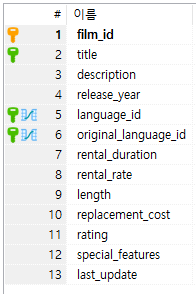 # 이름
1 film_id
2 title
3 description
4 release_year
5 language_id
6 original_language_id
7 rental_duration
8 rental_rate
9 length
10 replacement_cost
11 rating
12 special_features
13 last_update